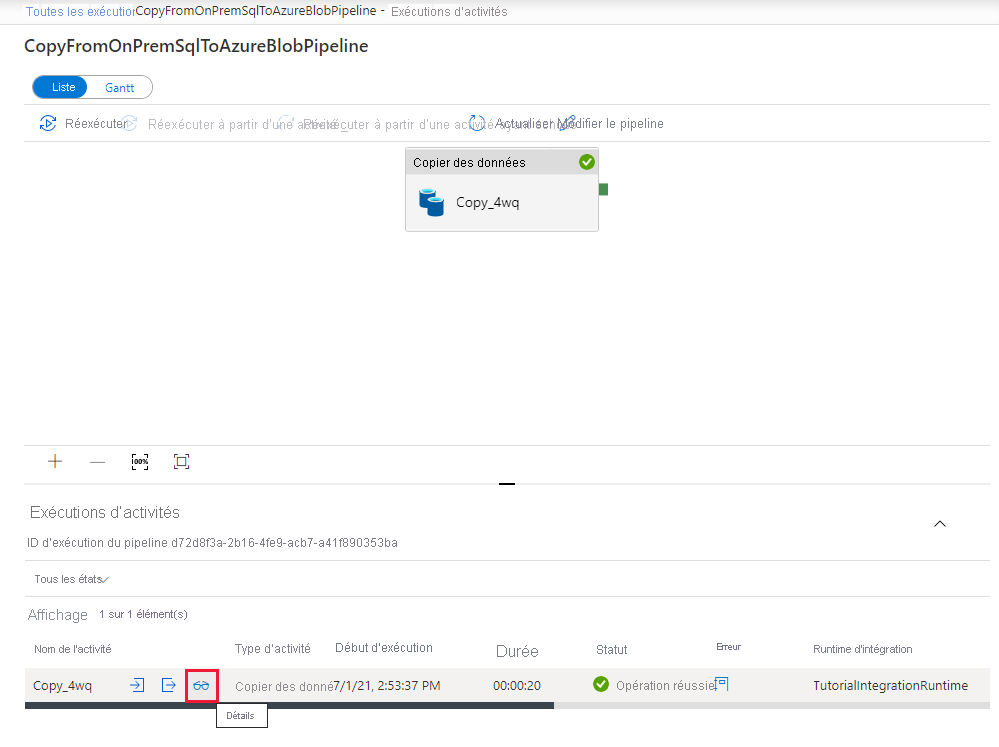 Toutes les exécution CopyFromOnPremSqlToAzureBlobPipeline - Exécutions d'activités
CopyFromOnPremSqlToAzureBlobPipeline
Liste Gantt
Réexécuter Réexécuter à partir d'une activité Réexécuter à partir d'une activité ayant échoué Actualiser Modifier le pipeline
Copier des données
Copy_4wq
100%
Exécutions d'activités
ID d'exécution du pipeline d72d8f3a-2b16-4fe9-acb7-a41f890353ba
Tous les états
Affichage 1 sur 1 élément(s)
Nom de l'activité Type d'activité Début d'exécution Durée Statut Erreur Runtime d'intégration
Copy_4wq Copier des donné 7/1/21, 2:53:37 PM 00:00:20 Opération réussie TutorialIntegrationRuntime
Détails